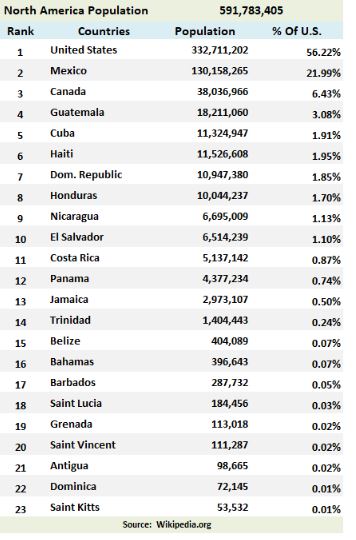 North America Population 591,783,405
Rank Countries Population % Of U.S.
1 United States 332,711,202 56.22%
2 Mexico 130,158,265 21.99%
3 Canada 38,036,966 6.43%
4 Guatemala 18,211,060 3.08%
5 Cuba 11,324,947 1.91%
6 Haiti 11,526,608 1.95%
7 Dom. Republic 10,947,380 1.85%
8 Honduras 10,044,237 1.70%
9 Nicaragua 6,695,009 1.13%
10 El Salvador 6,514,239 1.10%
11 Costa Rica 5,137,142 0.87%
12 Panama 4,377,234 0.74%
13 Jamaica 2,973,107 0.50%
14 Trinidad 1,404,443 0.24%
15 Belize 404,089 0.07%
16 Bahamas 396,643 0.07%
17 Barbados 287,732 0.05%
18 Saint Lucia 184,456 0.03%
19 Grenada 113,018 0.02%
20 Saint Vincent 111,287 0.02%
21 Antigua 98,665 0.02%
22 Dominica 72,145 0.01%
23 Saint Kitts 53,532 0.01%
Source: Wikipedia.org